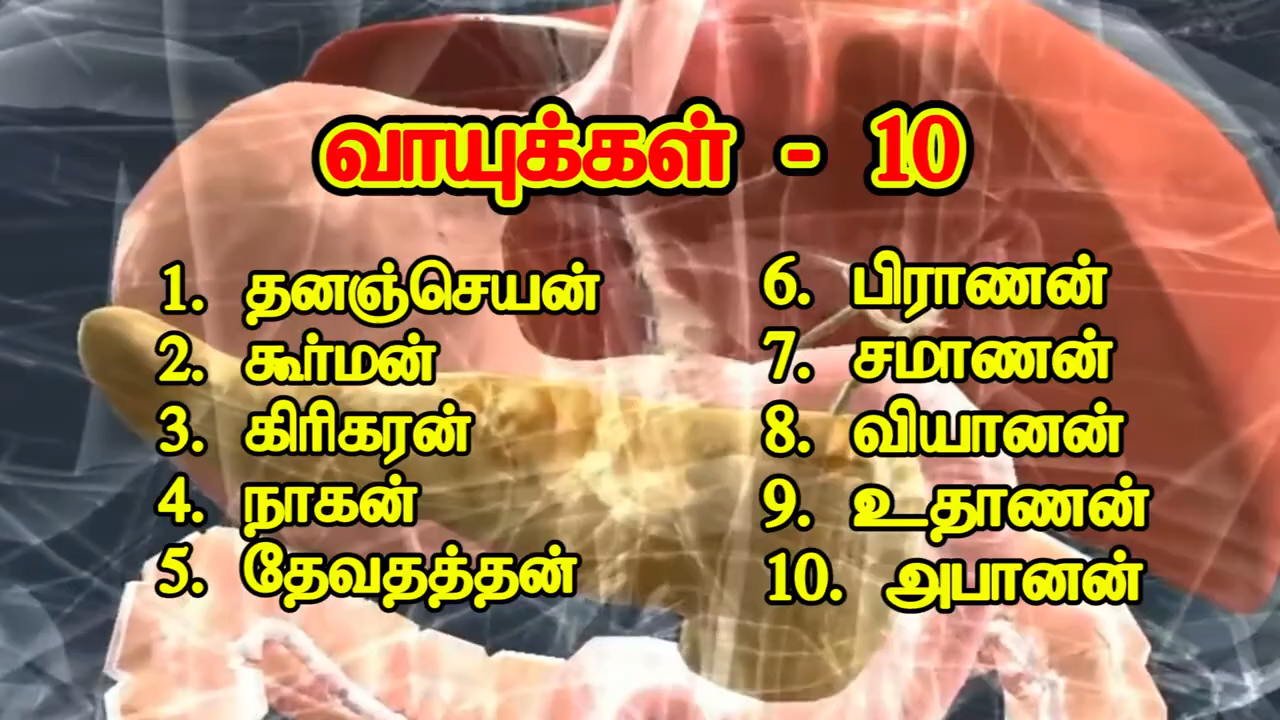 வாயுக்கள் - 10
1. தனஞ்செயன்
2. கூர்மன்
3. கிரிகரன்
4. நாகன்
5. தேவதத்தன்
6. பிராணன்
7. சமாணன்
8. வியானன்
9. உதாணன்
10. அபானன்